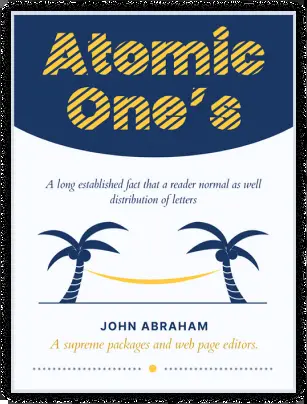 Atomic
One's
A long established fact that a reader normal as well
distribution of letters
JOHN ABRAHAM
A supreme packages and web page editors.